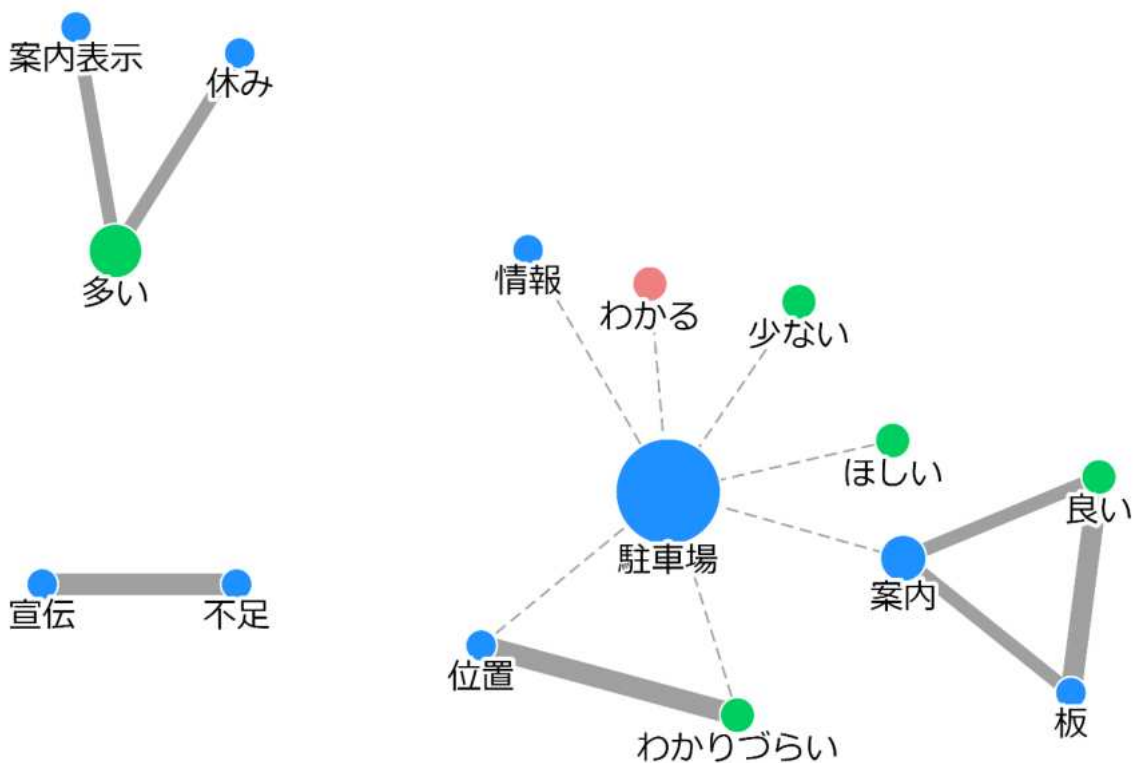 案内表示
休み
多い
情報
わかる
少ない
ほしい
良い
駐車場
案内
宣伝
不足
位置
板
わかりづらい